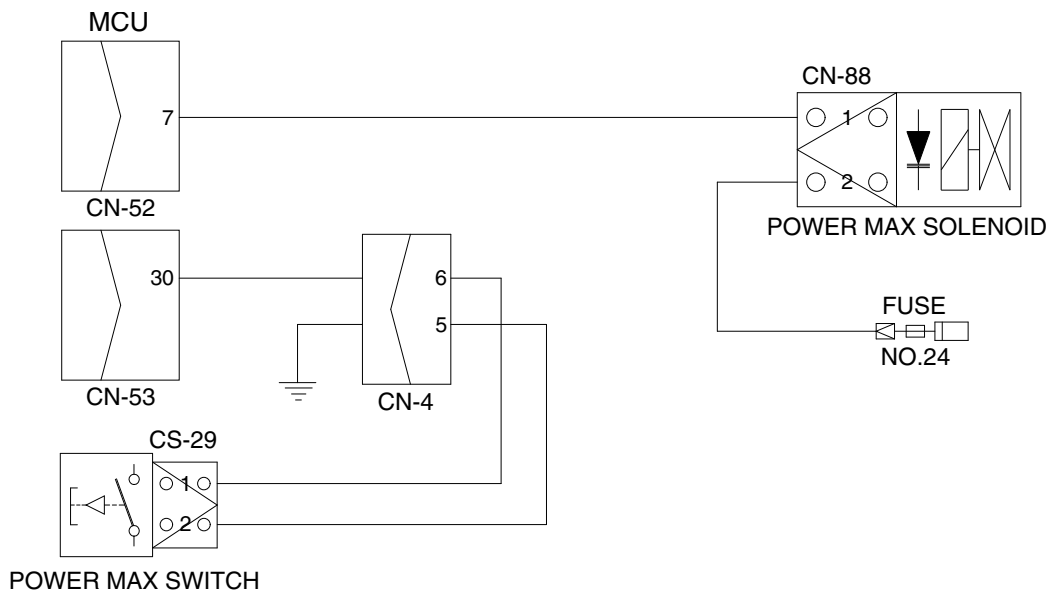 MCU
7
CN-52
CN-88
1
2
POWER MAX SOLENOID
30
CN-53
6
5
CN-4
FUSE
NO.24
CS-29
1
2
POWER MAX SWITCH